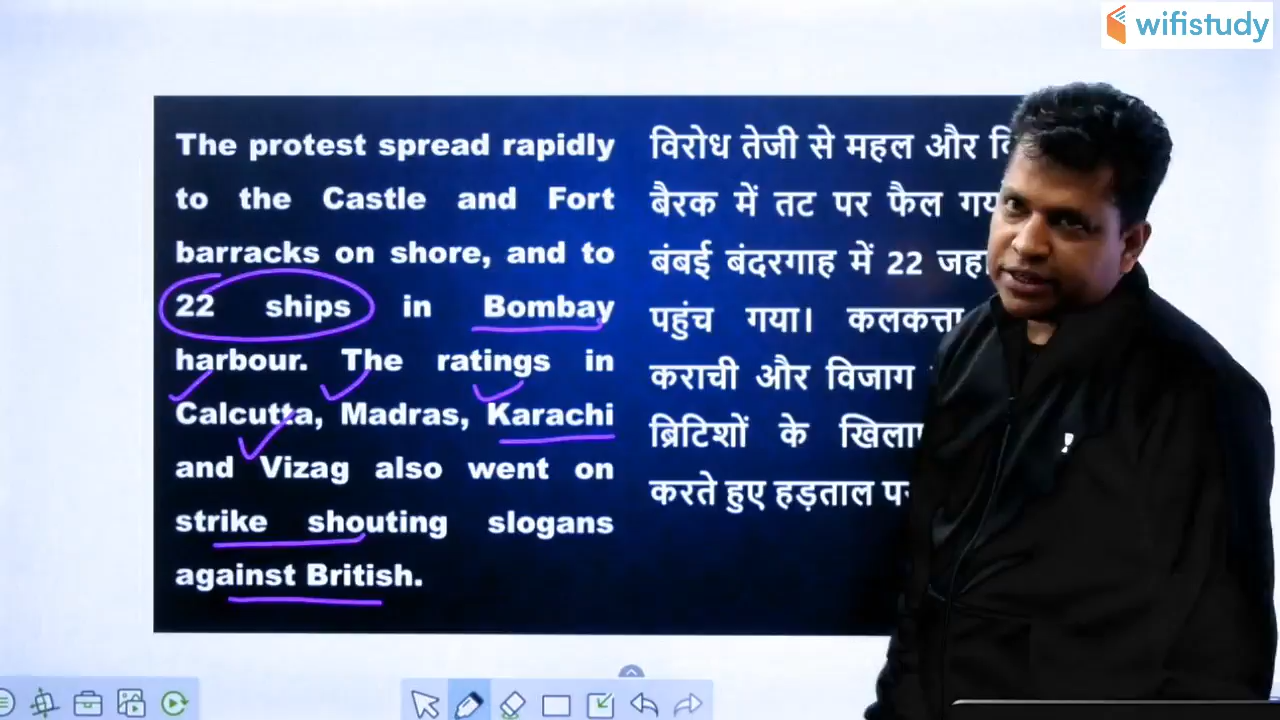 wifistudy
The protest spread rapidly
to the Castle and Fort
barracks on shore, and to
22 ships in Bombay
harbour. The ratings in
Calcutta, Madras, Karachi
and Vizag also went on
strike shouting slogans
against British.
विरोध तेजी से महल और
बैरक में तट पर फैल
बंबई बंदरगाह में 22
पहुंच गया। कलकत्ता
कराची और विजाग
ब्रिटिशों के
करते हुए हड़ताल